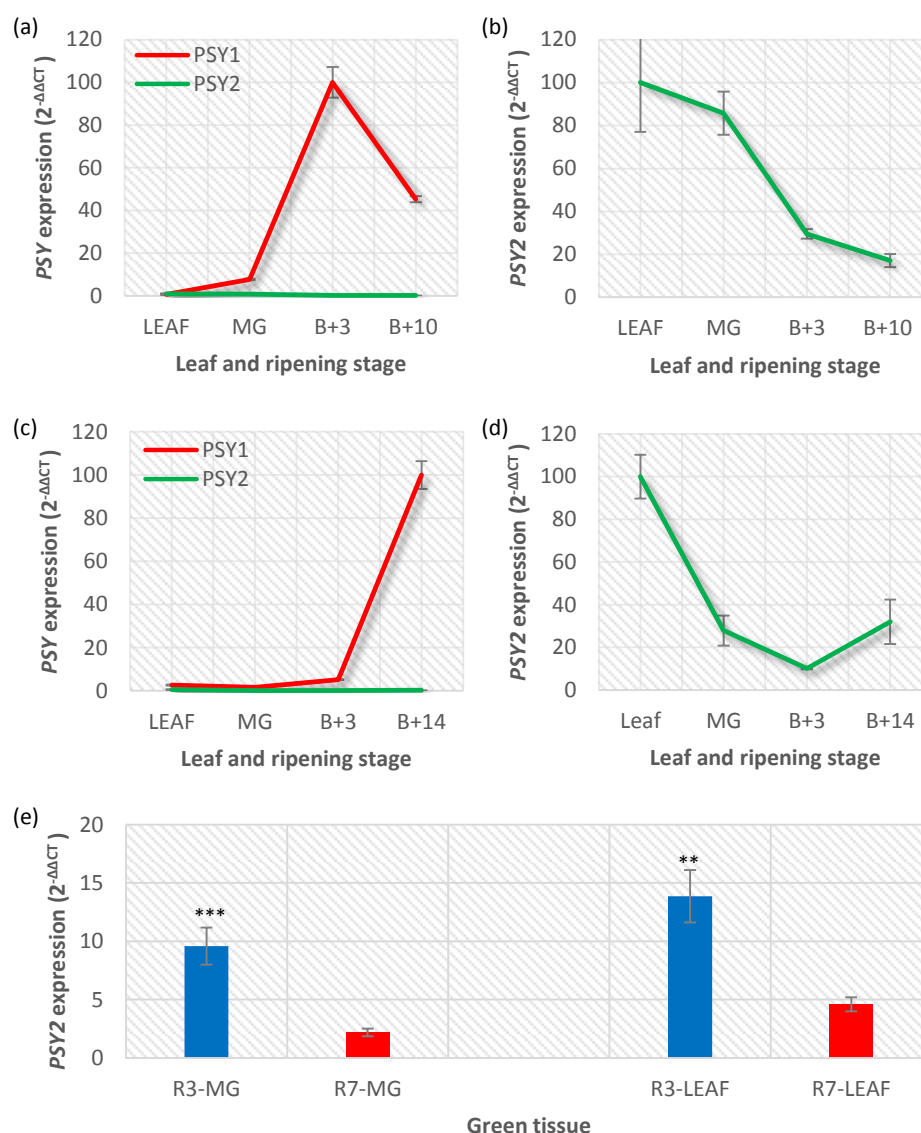 (a)
PSY expression (2-ΔΔCT)
120
100
80
60
40
20
0
PSY1
PSY2
LEAF MG B+3 B+10
Leaf and ripening stage
(b)
PSY2 expression (2-ΔΔCT)
120
100
80
60
40
20
0
LEAF MG B+3 B+10
Leaf and ripening stage
(c)
PSY expression (2-ΔΔCT)
120
100
80
60
40
20
0
PSY1
PSY2
LEAF MG B+3 B+14
Leaf and ripening stage
(d)
PSY2 expression (2-ΔΔCT)
120
100
80
60
40
20
0
Leaf MG B+3 B+14
Leaf and ripening stage
(e)
PSY2 expression (2-ΔΔCT)
20
15
10
5
0
***
**
R3-MG R7-MG R3-LEAF R7-LEAF
Green tissue